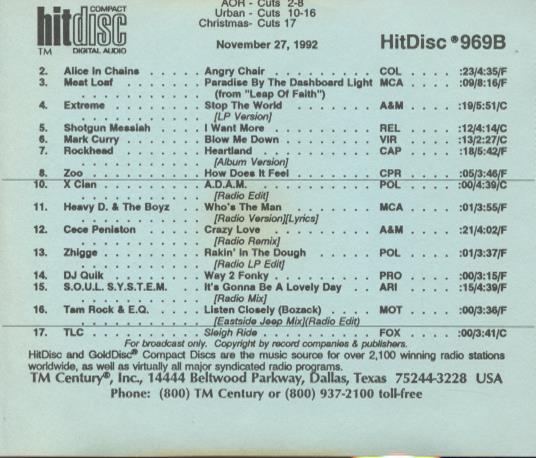 AOR - Cuts 2-8
Urban - Cuts 10-16
Christmas- Cuts 17
COMPACT
hitdisc
TM DIGITAL AUDIO
November 27, 1992
HitDisc ®969B
2. Alice In Chains . . . . . Angry Chair . . . . . . . . . . . . COL . . . . . :23/4:35/F
3. Meat Loaf . . . . . Paradise By The Dashboard Light MCA . . . . :09/8:16/F
(from "Leap Of Faith")
4. Extreme . . . . . Stop The World . . . . . . . . . A&M . . . . :19/5:51/C
[LP Version]
5. Shotgun Messiah . . . . I Want More . . . . . . . . . . . REL . . . . . :12/4:14/C
6. Mark Curry . . . . . Blow Me Down . . . . . . . . . . VIR . . . . . :13/2:27/C
7. Rockhead . . . . . Heartland . . . . . . . . . . . . CAP . . . . :18/5:42/F
[Album Version]
8. Zoo . . . . . How Does It Feel . . . . . . . . CPR . . . . :05/3:46/F
10. X Clan . . . . . A.D.A.M. . . . . . . . . . . . . POL . . . . . :00/4:39/C
[Radio Edit]
11. Heavy D. & The Boyz . . . Who's The Man . . . . . . . . . MCA . . . . :01/3:55/F
[Radio Version][Lyrics]
12. Cece Peniston . . . . . Crazy Love . . . . . . . . . . . A&M . . . . :21/4:02/F
[Radio Remix]
13. Zhigge . . . . . Rakin' In The Dough . . . . . . . POL . . . . . :01/3:37/F
[Radio LP Edit]
14. DJ Quik . . . . . Way 2 Fonky . . . . . . . . . . . PRO . . . . :00/3:15/F
15. S.O.U.L. S.Y.S.T.E.M. . . . It's Gonna Be A Lovely Day . . . ARI . . . . . :15/4:39/F
[Radio Mix]
16. Tam Rock & E.Q. . . . . Listen Closely (Bozack) . . . . . MOT . . . . :00/3:36/F
[Eastside Jeep Mix](Radio Edit)
17. TLC . . . . . Sleigh Ride . . . . . . . . . . . FOX . . . . :00/3:41/C
For broadcast only. Copyright by record companies & publishers.
HitDisc and GoldDisc® Compact Discs are the music source for over 2,100 winning radio stations
worldwide, as well as virtually all major syndicated radio programs.
TM Century®, Inc., 14444 Beltwood Parkway, Dallas, Texas 75244-3228 USA
Phone: (800) TM Century or (800) 937-2100 toll-free